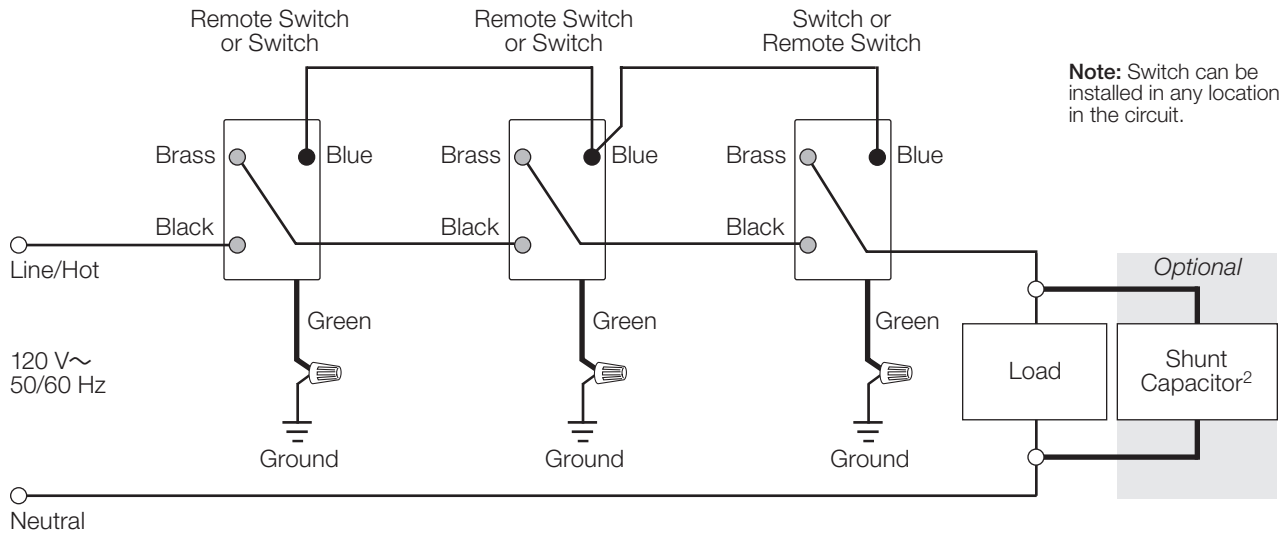 Remote Switch
or Switch
Remote Switch
or Switch
Switch or
Remote Switch
Note: Switch can be
installed in any location
in the circuit.
Brass
Blue
Brass
Blue
Brass
Blue
Black
Black
Black
Line/Hot
Optional
Green
Green
Green
120 V~
50/60 Hz
Load
Shunt
Capacitor²
Ground
Ground
Ground
Neutral